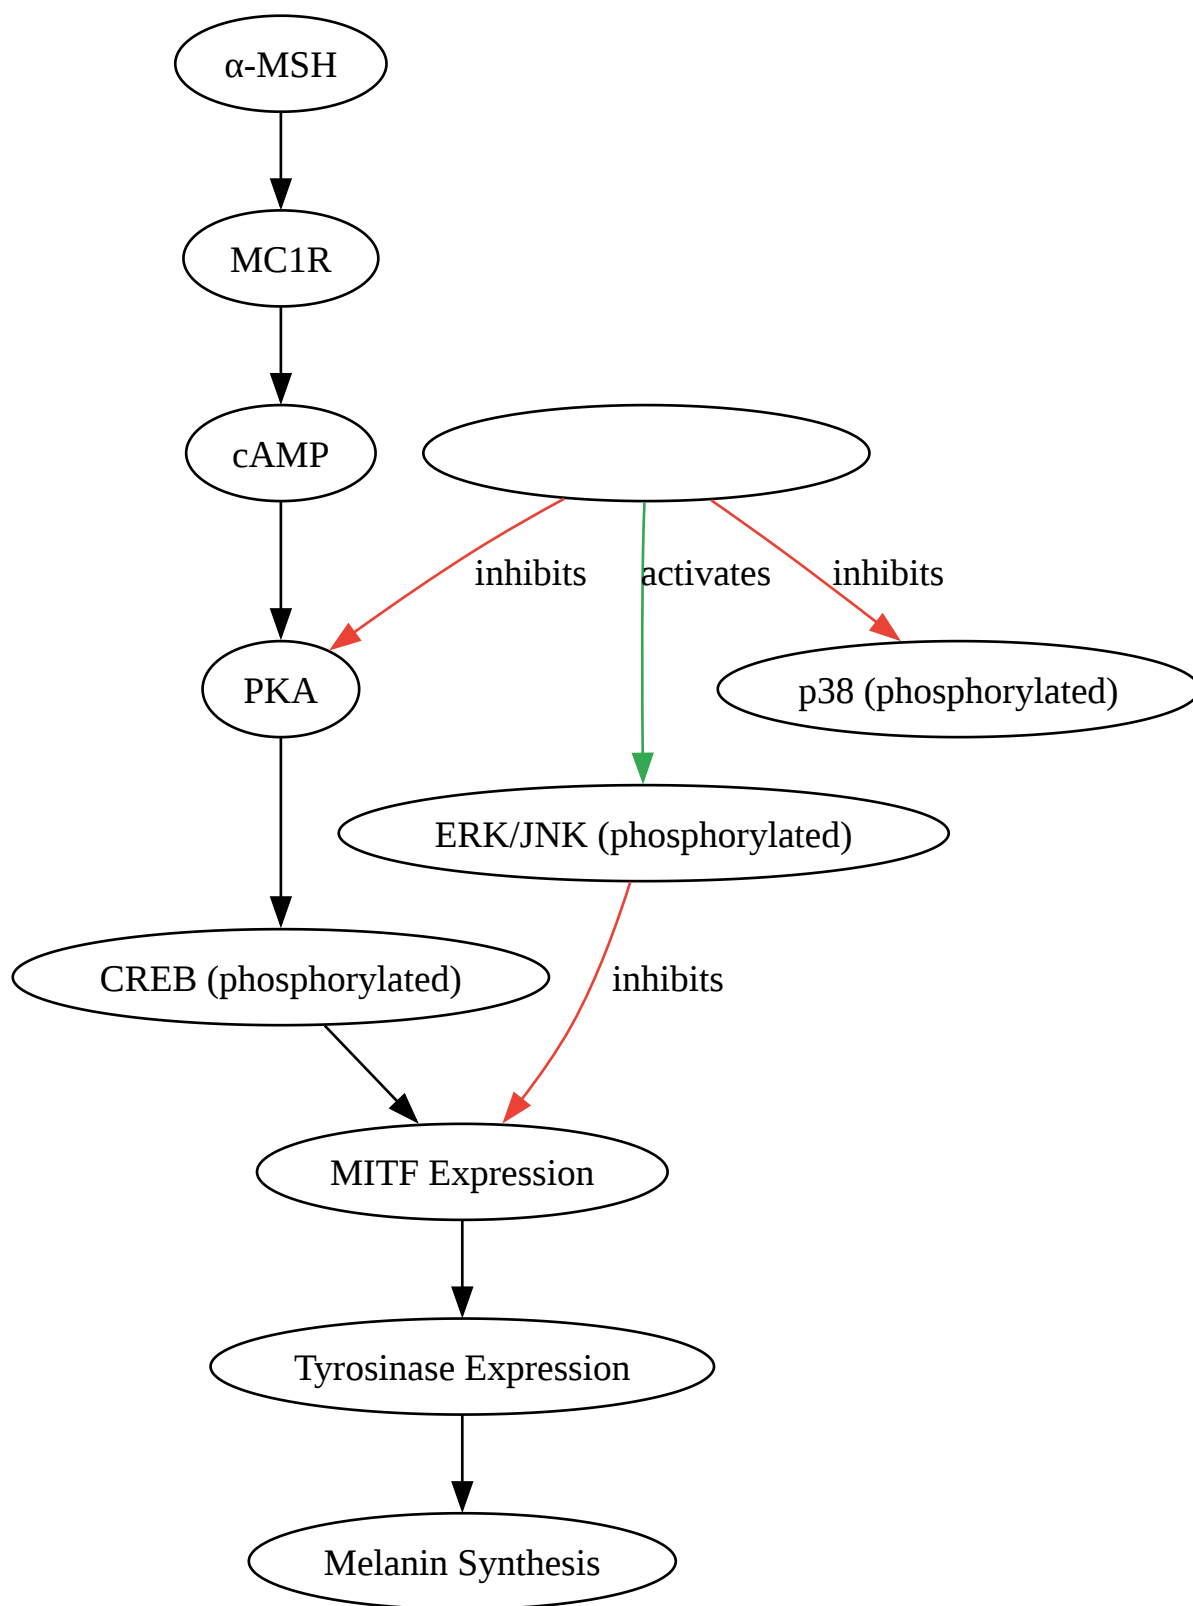 α-MSH
MC1R
cAMP
inhibits
activates
inhibits
PKA
p38 (phosphorylated)
ERK/JNK (phosphorylated)
CREB (phosphorylated)
inhibits
MITF Expression
Tyrosinase Expression
Melanin Synthesis